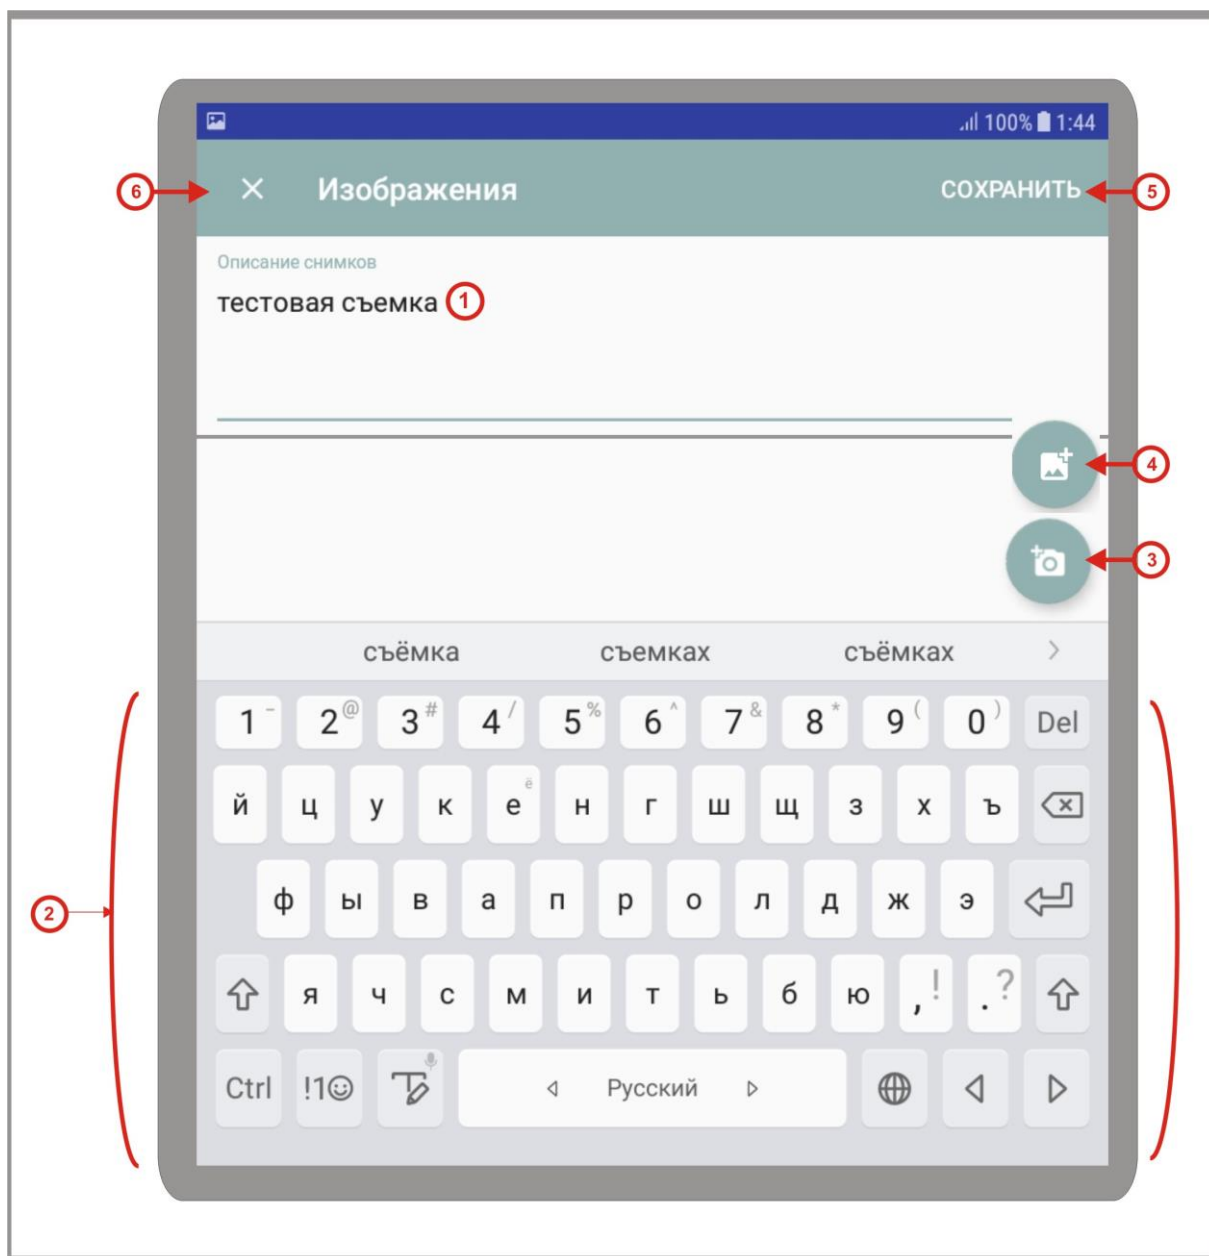 100% 1:44
6 Изображения СОХРАНИТЬ 5
Описание снимков
тестовая съемка 1
4
3
съёмка съемках съёмках
1 - 2 @ 3 # 4 / 5 % 6 ^ 7 & 8 * 9 ( 0 ) Del
й ц у к е ё н г ш щ з х ъ
2 ф ы в а п р о л д ж э
я ч с м и т ь б ю , ! . ?
Ctrl !1☺ Русский